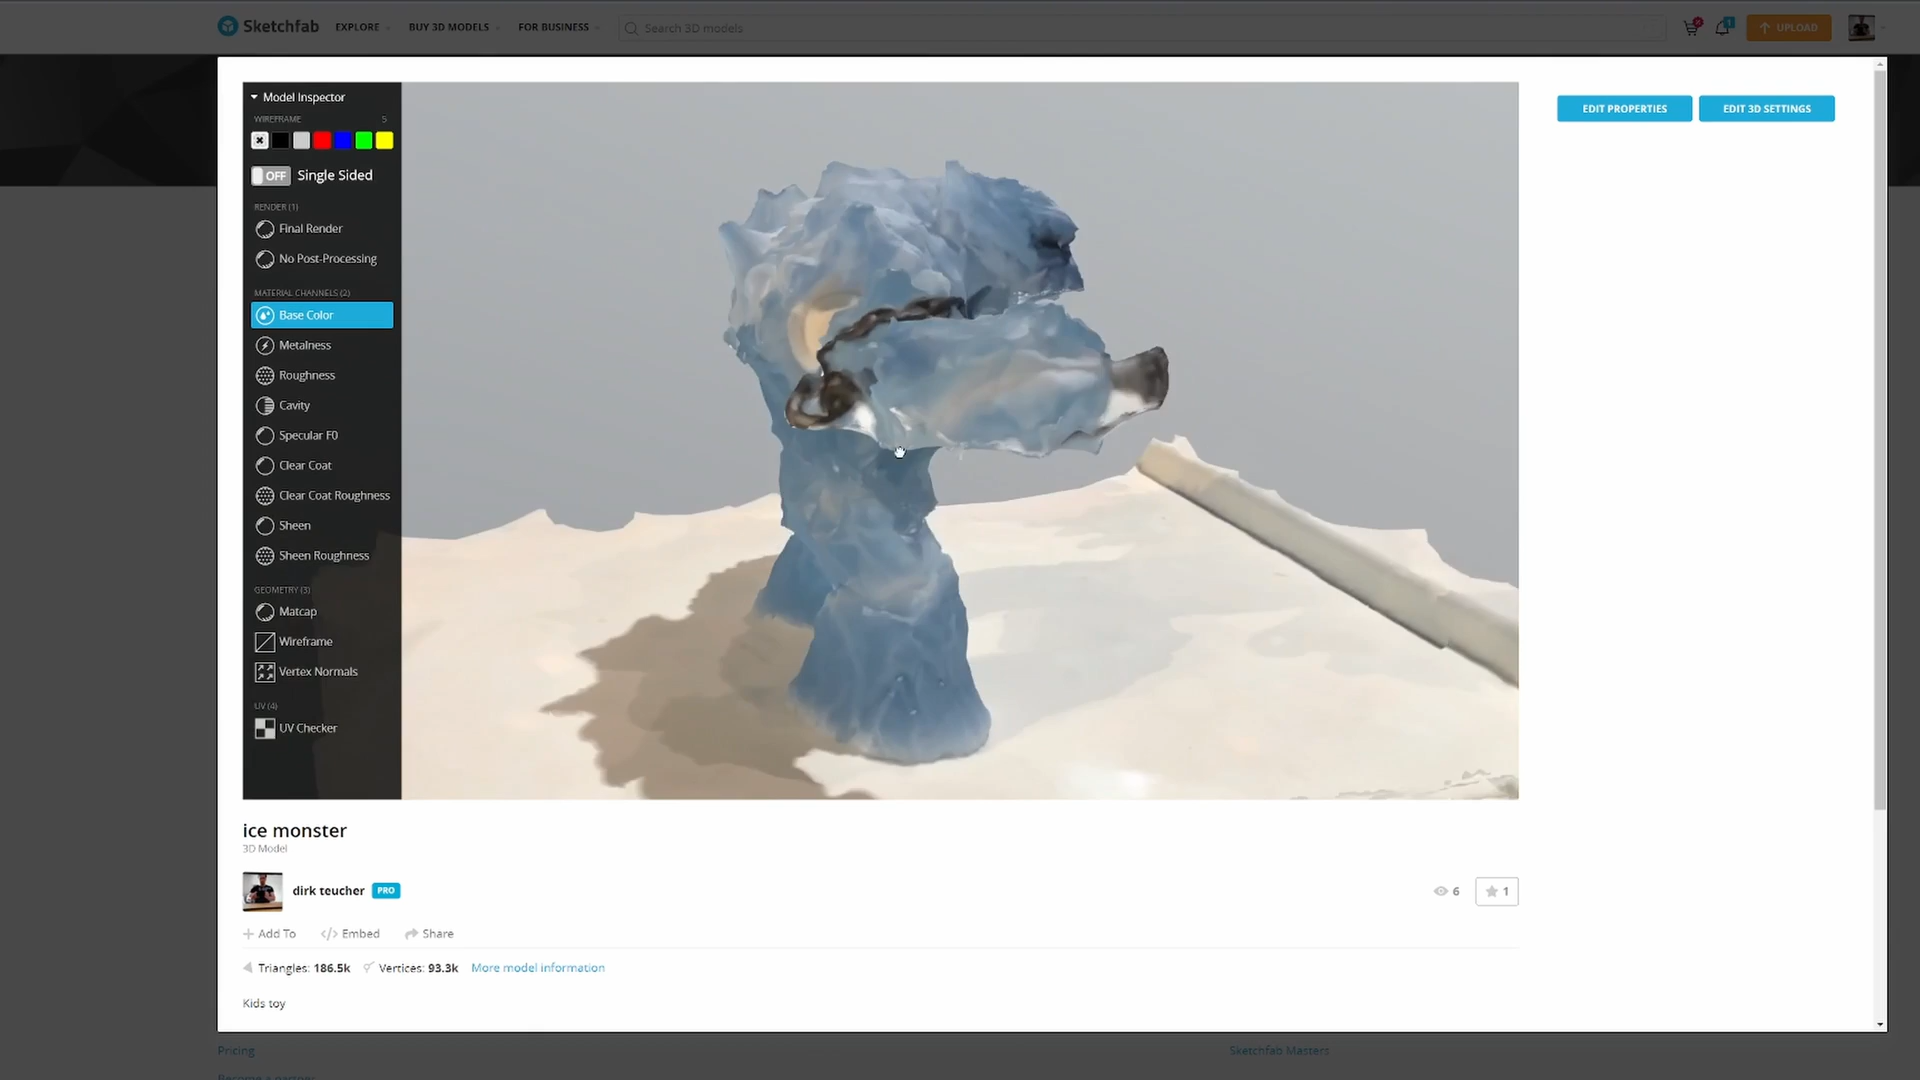 Sketchfab EXPLORE BUY 3D MODELS FOR BUSINESS Search 3D models 1 UPLOAD
Model Inspector
WIREFRAME 5
OFF Single Sided
RENDER (1)
Final Render
No Post-Processing
MATERIAL CHANNELS (2)
Base Color
Metalness
Roughness
Cavity
Specular F0
Clear Coat
Clear Coat Roughness
Sheen
Sheen Roughness
GEOMETRY (3)
Matcap
Wireframe
Vertex Normals
UV (4)
UV Checker
EDIT PROPERTIES EDIT 3D SETTINGS
ice monster
3D Model
dirk teucher PRO
6 1
Add To Embed Share
Triangles: 186.5k Vertices: 93.3k More model information
Kids toy
Pricing Sketchfab Masters